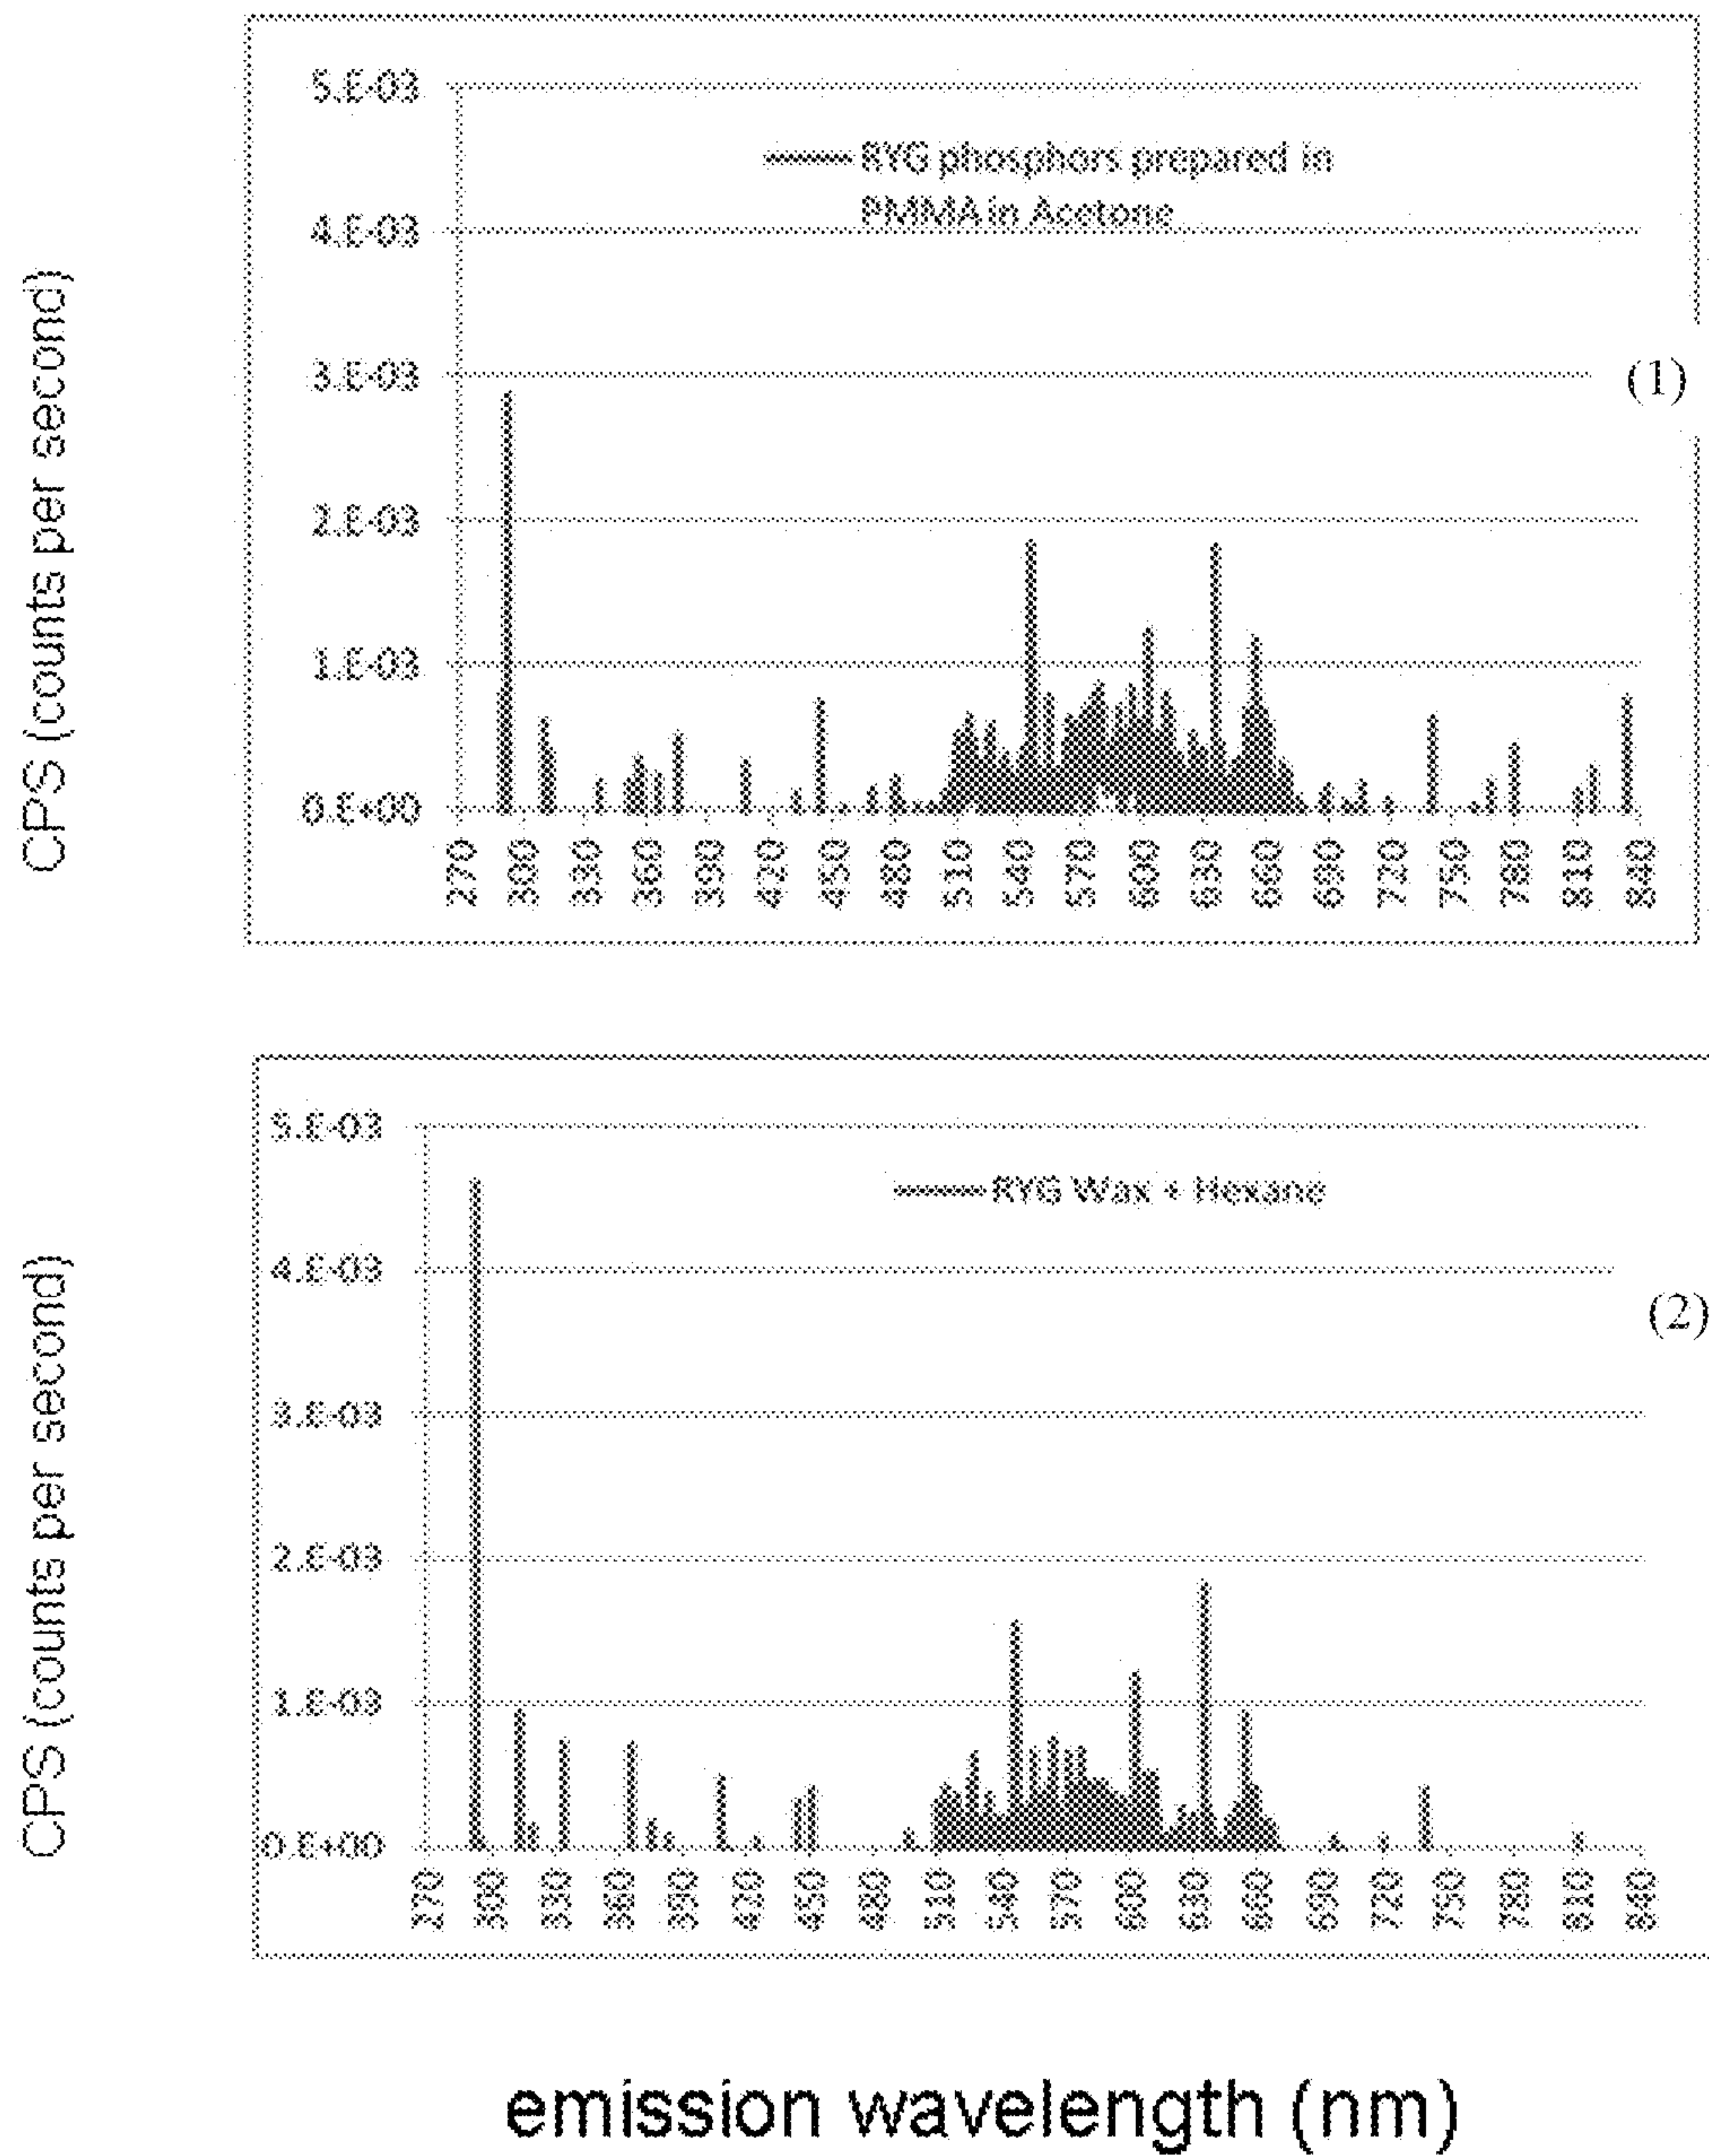 CPS (counts per second)
5.E-03
4.E-03
3.E-03
2.E-03
1.E-03
0.E+00
RYG phosphors prepared in
PMMA in Acetone
(1)
270 300 330 360 390 420 450 480 510 540 570 600 630 660 690 720 750 780 810 840
CPS (counts per second)
5.E-03
4.E-03
3.E-03
2.E-03
1.E-03
0.E+00
RYG Wax + Hexane
(2)
270 300 330 360 390 420 450 480 510 540 570 600 630 660 690 720 750 780 810 840
emission wavelength (nm)